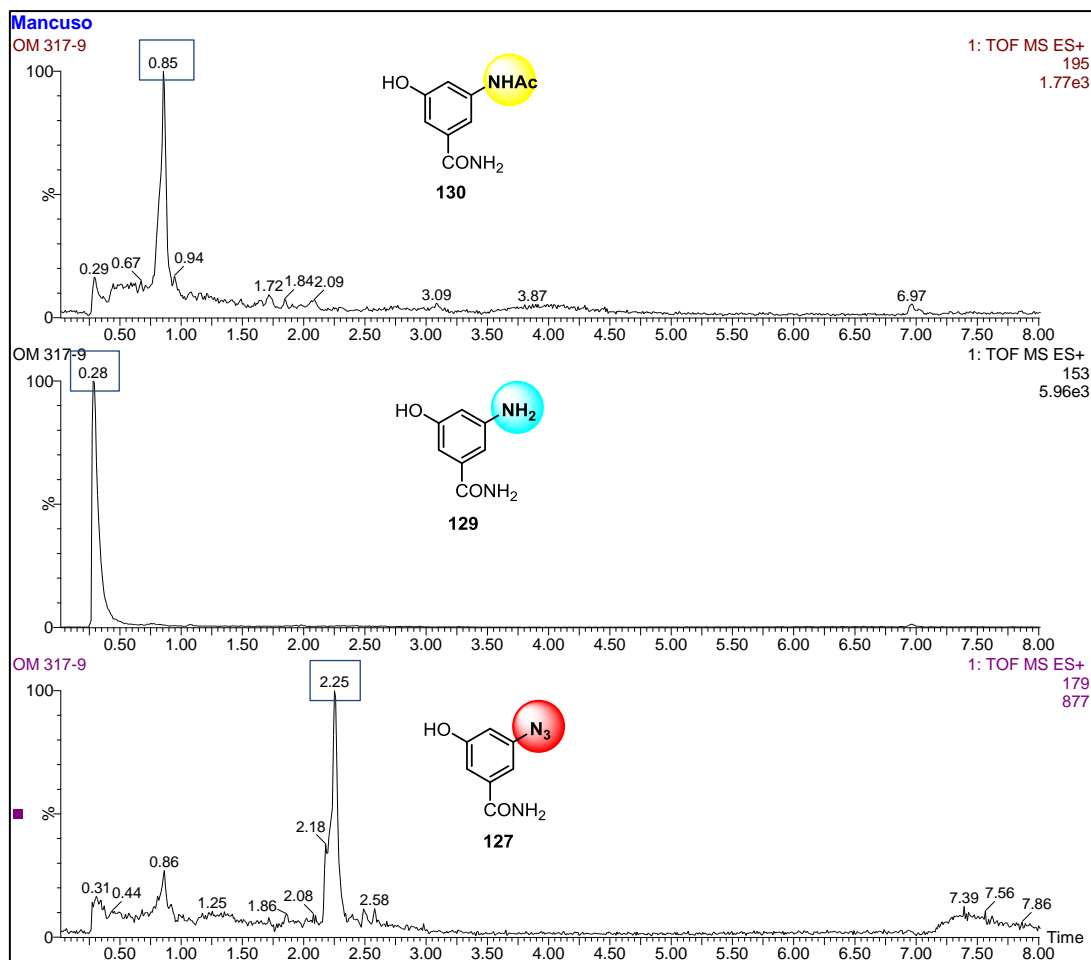 Mancuso
OM 317-9
1: TOF MS ES+
195
1.77e3
100
%
0
0.85
0.29
0.67
0.94
1.72
1.84
2.09
3.09
3.87
6.97
HO
NHAc
CONH2
130
0.50 1.00 1.50 2.00 2.50 3.00 3.50 4.00 4.50 5.00 5.50 6.00 6.50 7.00 7.50 8.00
OM 317-9
1: TOF MS ES+
153
5.96e3
100
%
0
0.28
HO
NH2
CONH2
129
0.50 1.00 1.50 2.00 2.50 3.00 3.50 4.00 4.50 5.00 5.50 6.00 6.50 7.00 7.50 8.00
OM 317-9
1: TOF MS ES+
179
877
100
%
0
2.25
2.18
0.31
0.44
0.86
1.25
1.86
2.08
2.58
7.39
7.56
7.86
HO
N3
CONH2
127
Time
0.50 1.00 1.50 2.00 2.50 3.00 3.50 4.00 4.50 5.00 5.50 6.00 6.50 7.00 7.50 8.00